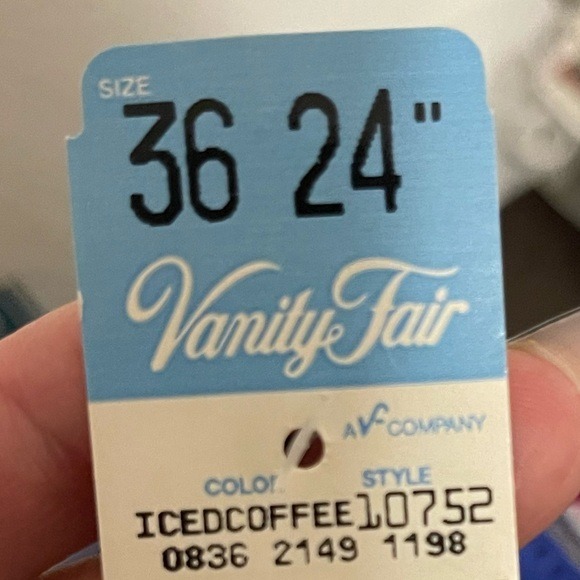 SIZE
36 24"
Vanity Fair
A VF COMPANY
COLOR STYLE
ICEDCOFFEE 10752
0836 2149 1198